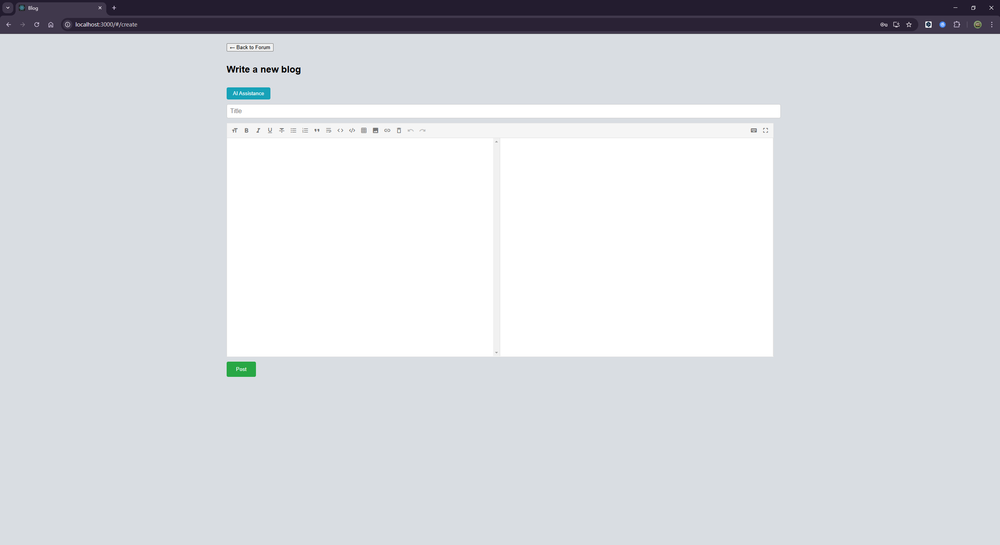 Blog
localhost:3000/#/create
← Back to Forum
Write a new blog
AI Assistance
Title
Post